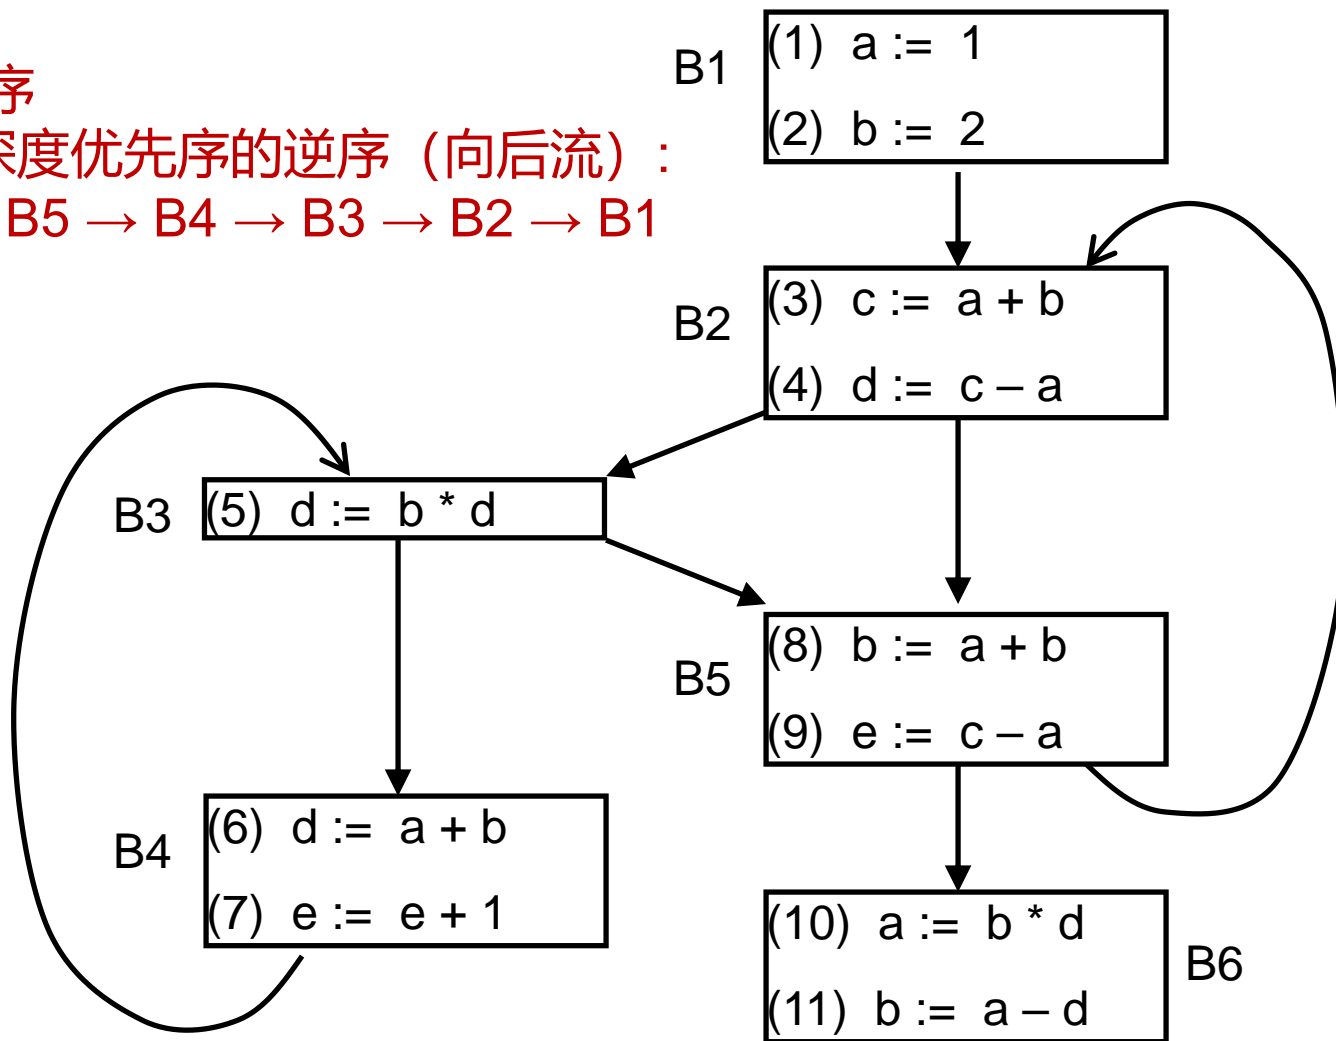 序
深度优先序的逆序（向后流）：
B5 → B4 → B3 → B2 → B1
B1
(1) a := 1
(2) b := 2
B2
(3) c := a + b
(4) d := c – a
B3
(5) d := b * d
B5
(8) b := a + b
(9) e := c – a
B4
(6) d := a + b
(7) e := e + 1
(10) a := b * d
(11) b := a – d
B6